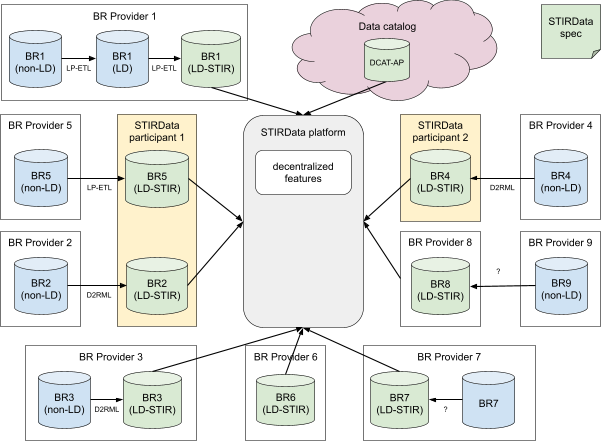 BR Provider 1
BR1
(non-LD)
LP-ETL
BR1
(LD)
LP-ETL
BR1
(LD-STIR)
Data catalog
DCAT-AP
STIRData
spec
BR Provider 5
BR5
(non-LD)
LP-ETL
STIRData
participant 1
BR5
(LD-STIR)
STIRData platform
decentralized
features
STIRData
participant 2
BR4
(LD-STIR)
D2RML
BR Provider 4
BR4
(non-LD)
BR Provider 2
BR2
(non-LD)
D2RML
BR2
(LD-STIR)
BR Provider 8
BR8
(LD-STIR)
?
BR Provider 9
BR9
(non-LD)
BR Provider 3
BR3
(non-LD)
D2RML
BR3
(LD-STIR)
BR Provider 6
BR6
(LD-STIR)
BR Provider 7
BR7
(LD-STIR)
?
BR7